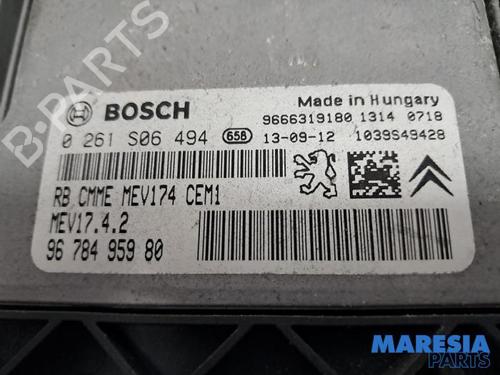 BOSCH
Made in Hungary
9666319180 1314 0718
0 261 S06 494 658 13-09-12 1039S49428
RB CMME MEV174 CEM1
MEV17.4.2
96 784 959 80
MARESIA
PARTS